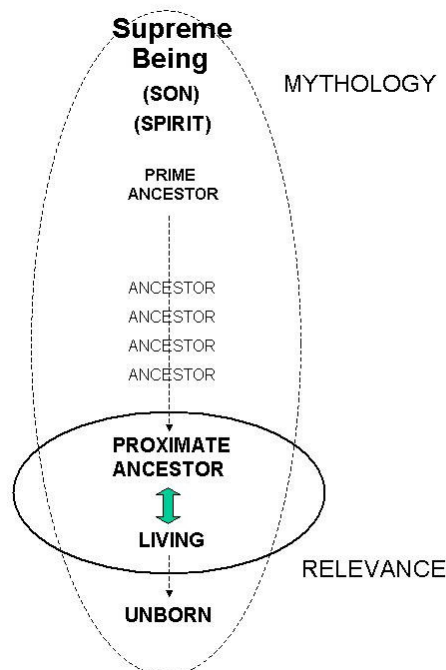 Supreme
Being
(SON)
(SPIRIT)
MYTHOLOGY
PRIME
ANCESTOR
ANCESTOR
ANCESTOR
ANCESTOR
ANCESTOR
PROXIMATE
ANCESTOR
LIVING
RELEVANCE
UNBORN